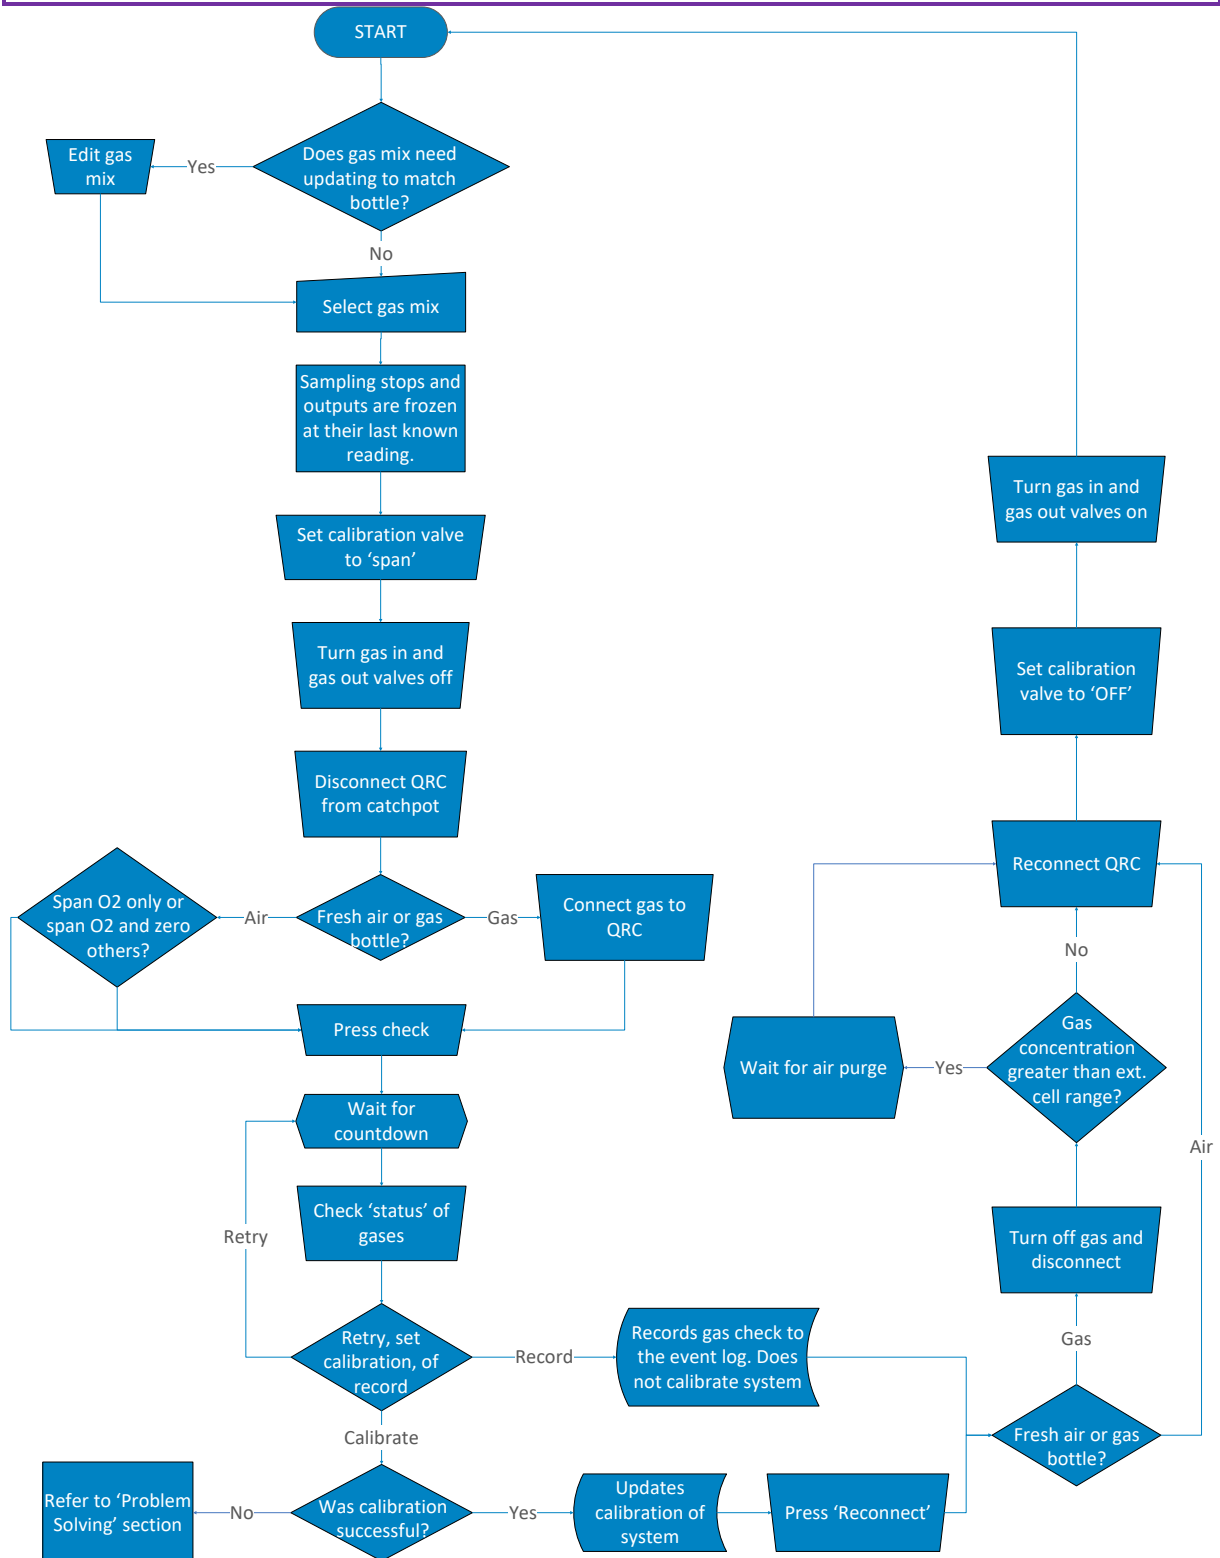 START
Does gas mix need
updating to match
bottle?
Yes
Edit gas
mix
No
Select gas mix
Sampling stops and
outputs are frozen
at their last known
reading.
Set calibration valve
to ‘span’
Turn gas in and
gas out valves off
Disconnect QRC
from catchpot
Fresh air or gas
bottle?
Air
Span O2 only or
span O2 and zero
others?
Gas
Connect gas to
QRC
Press check
Wait for
countdown
Check ‘status’ of
gases
Retry
Retry, set
calibration, of
record
Record
Records gas check to
the event log. Does
not calibrate system
Calibrate
Was calibration
successful?
No
Refer to ‘Problem
Solving’ section
Yes
Updates
calibration of
system
Press ‘Reconnect’
Fresh air or gas
bottle?
Gas
Air
Turn off gas and
disconnect
Gas
concentration
greater than ext.
cell range?
Yes
Wait for air purge
No
Reconnect QRC
Set calibration
valve to ‘OFF’
Turn gas in and
gas out valves on